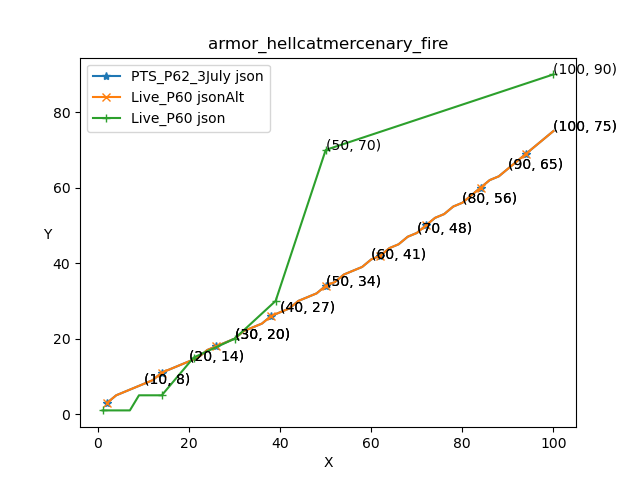 armor_hellcatmercenary_fire
PTS_P62_3July json
Live_P60 jsonAlt
Live_P60 json
(100, 90)
(50, 70)
(100, 75)
(90, 65)
(80, 56)
(70, 48)
(60, 41)
(50, 34)
(40, 27)
(30, 20)
(20, 14)
(10, 8)
Y
80
60
40
20
0
0 20 40 60 80 100
X